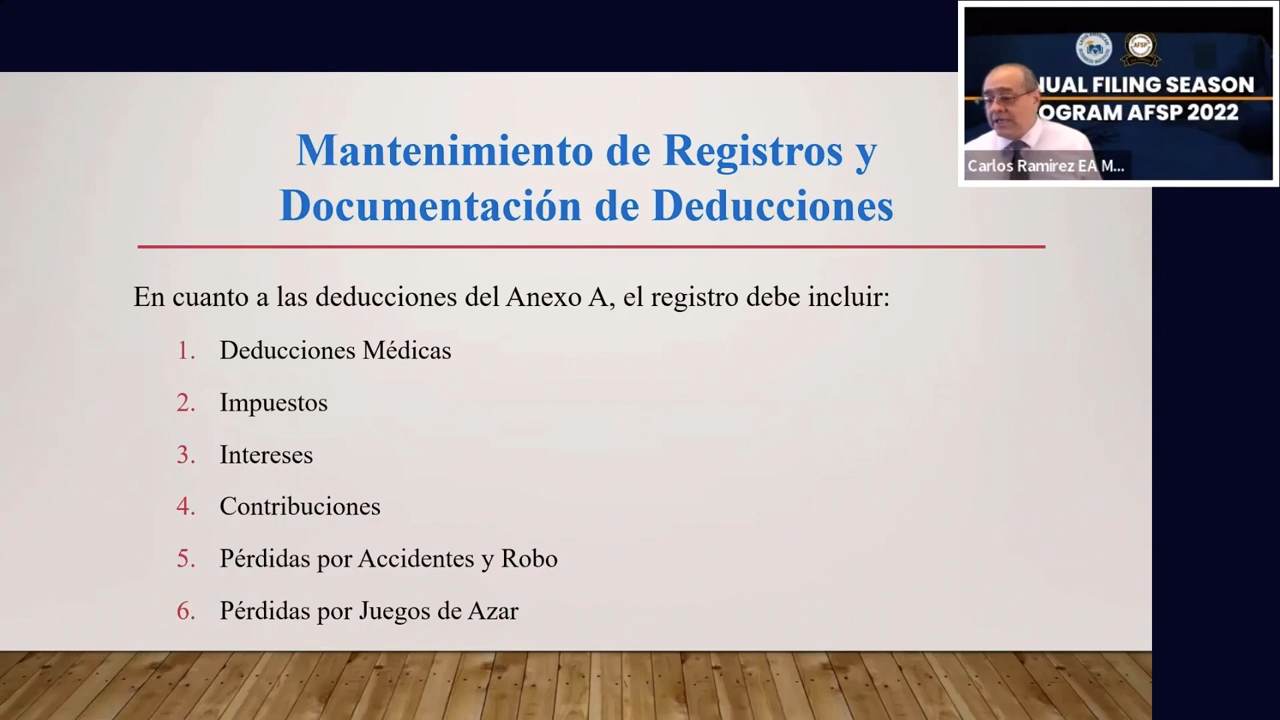 Mantenimiento de Registros y
Documentación de Deducciones
En cuanto a las deducciones del Anexo A, el registro debe incluir:
1. Deducciones Médicas
2. Impuestos
3. Intereses
4. Contribuciones
5. Pérdidas por Accidentes y Robo
6. Pérdidas por Juegos de Azar
AFSP
NUAL FILING SEASON
OGRAM AFSP 2022
Carlos Ramirez EA M...